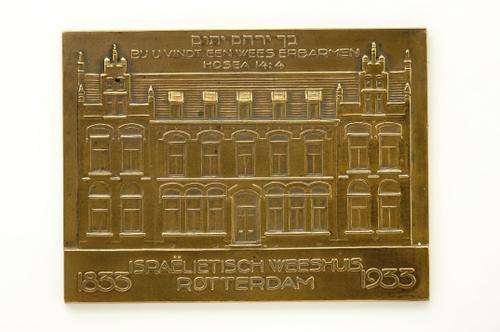 בך ירחם יתום
BIJ U VINDT EEN WEES ERBARMEN
HOSEA 14:4
1833 ISRAËLIETISCH WEESHUIS 1933
ROTTERDAM